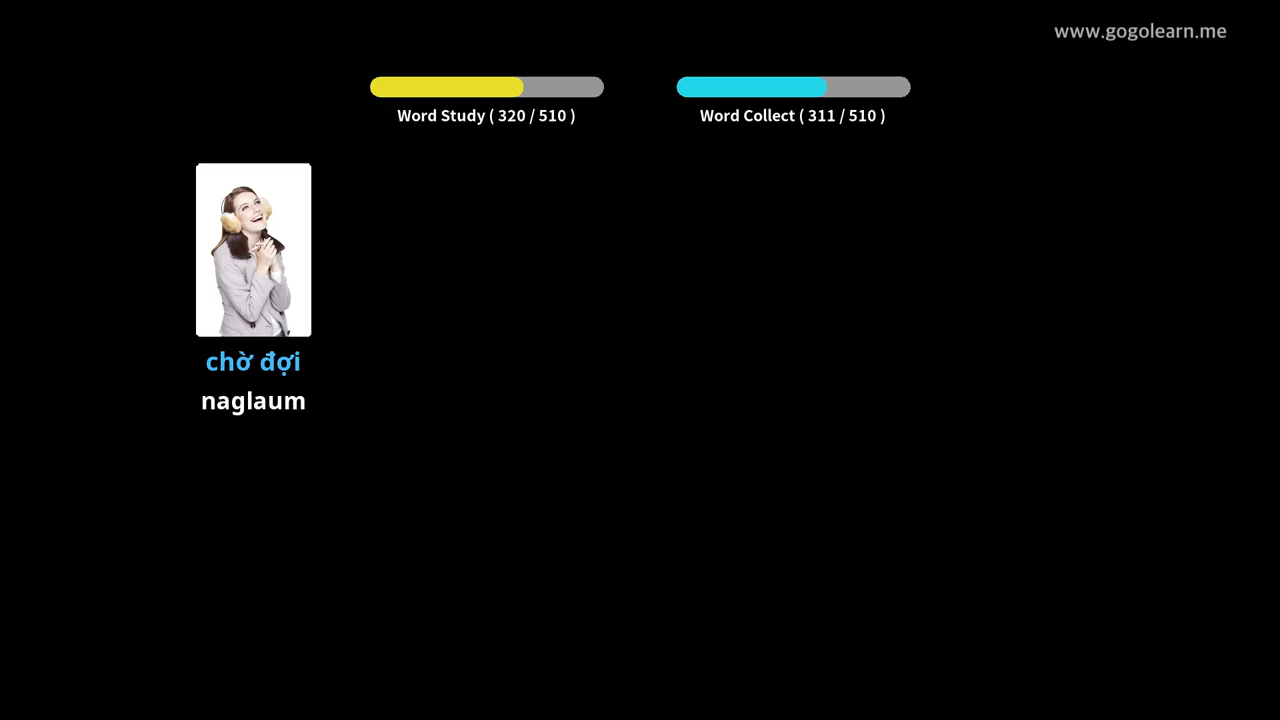 www.gogolearn.me
Word Study ( 320 / 510 )
Word Collect ( 311 / 510 )
chờ đợi
naglaum